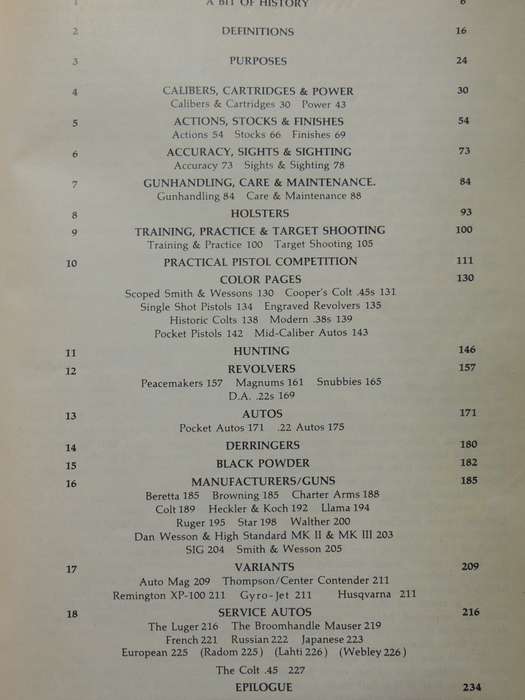 1 A BIT OF HISTORY 6
2 DEFINITIONS 16
3 PURPOSES 24
4 CALIBERS, CARTRIDGES & POWER 30
Calibers & Cartridges 30 Power 43
5 ACTIONS, STOCKS & FINISHES 54
Actions 54 Stocks 66 Finishes 69
6 ACCURACY, SIGHTS & SIGHTING 73
Accuracy 73 Sights & Sighting 78
7 GUNHANDLING, CARE & MAINTENANCE. 84
Gunhandling 84 Care & Maintenance 88
8 HOLSTERS 93
9 TRAINING, PRACTICE & TARGET SHOOTING 100
Training & Practice 100 Target Shooting 105
10 PRACTICAL PISTOL COMPETITION 111
COLOR PAGES 130
Scoped Smith & Wessons 130 Cooper's Colt .45s 131
Single Shot Pistols 134 Engraved Revolvers 135
Historic Colts 138 Modern .38s 139
Pocket Pistols 142 Mid-Caliber Autos 143
11 HUNTING 146
12 REVOLVERS 157
Peacemakers 157 Magnums 161 Snubbies 165
D.A. .22s 169
13 AUTOS 171
Pocket Autos 171 .22 Autos 175
14 DERRINGERS 180
15 BLACK POWDER 182
16 MANUFACTURERS/GUNS 185
Beretta 185 Browning 185 Charter Arms 188
Colt 189 Heckler & Koch 192 Llama 194
Ruger 195 Star 198 Walther 200
Dan Wesson & High Standard MK II & MK III 203
SIG 204 Smith & Wesson 205
17 VARIANTS 209
Auto Mag 209 Thompson/Center Contender 211
Remington XP-100 211 Gyro-Jet 211 Husqvarna 211
18 SERVICE AUTOS 216
The Luger 216 The Broomhandle Mauser 219
French 221 Russian 222 Japanese 223
European 225 (Radom 225) (Lahti 226) (Webley 226)
The Colt .45 227
EPILOGUE 234